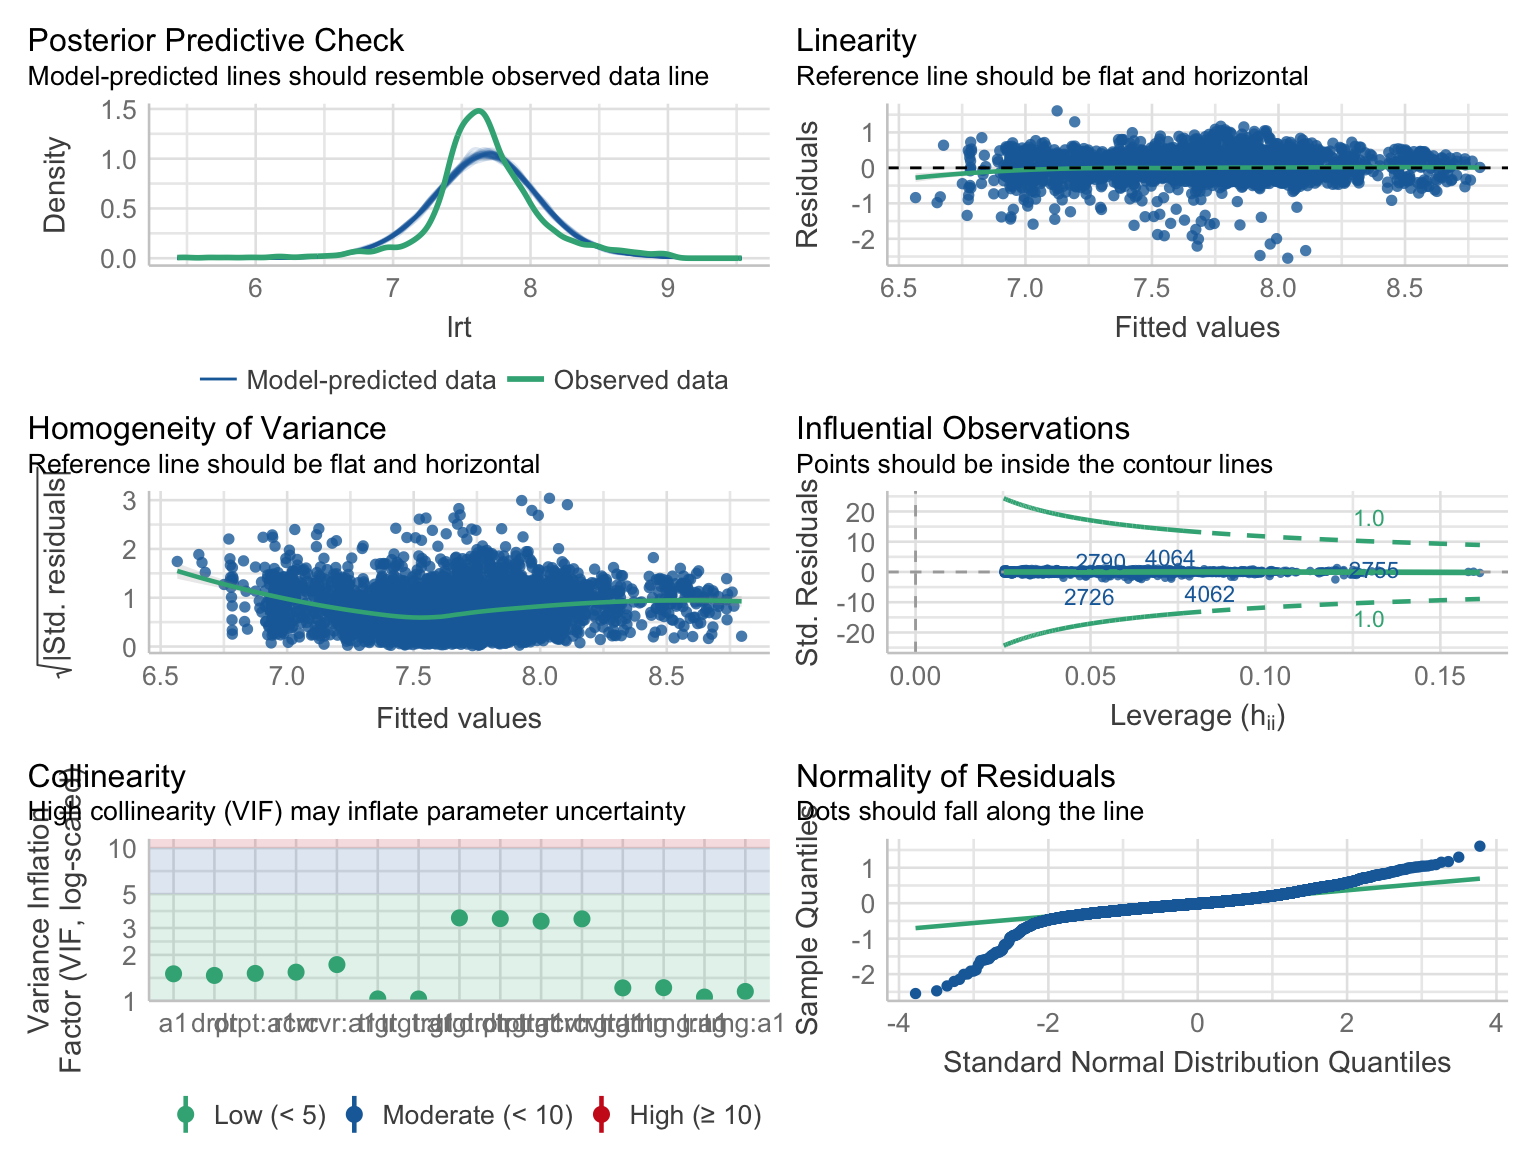 Posterior Predictive Check
Model-predicted lines should resemble observed data line
1.5
1.0
0.5
0.0
Density
6 7 8 9
lrt
Model-predicted data Observed data
Linearity
Reference line should be flat and horizontal
1
0
-1
-2
Residuals
6.5 7.0 7.5 8.0 8.5
Fitted values
Homogeneity of Variance
Reference line should be flat and horizontal
3
2
1
0
√|Std. residuals|
6.5 7.0 7.5 8.0 8.5
Fitted values
Influential Observations
Points should be inside the contour lines
20
10
0
-10
-20
Std. Residuals
1.0
2790 4064
2755
2726 4062
1.0
0.00 0.05 0.10 0.15
Leverage (hii)
Collinearity
High collinearity (VIF) may inflate parameter uncertainty
10
5
3
2
1
Variance Inflation
Factor (VIF, log-scaled)
a1
Low (< 5) Moderate (< 10) High (≥ 10)
Normality of Residuals
Dots should fall along the line
1
0
-1
-2
Sample Quantiles
-4 -2 0 2 4
Standard Normal Distribution Quantiles